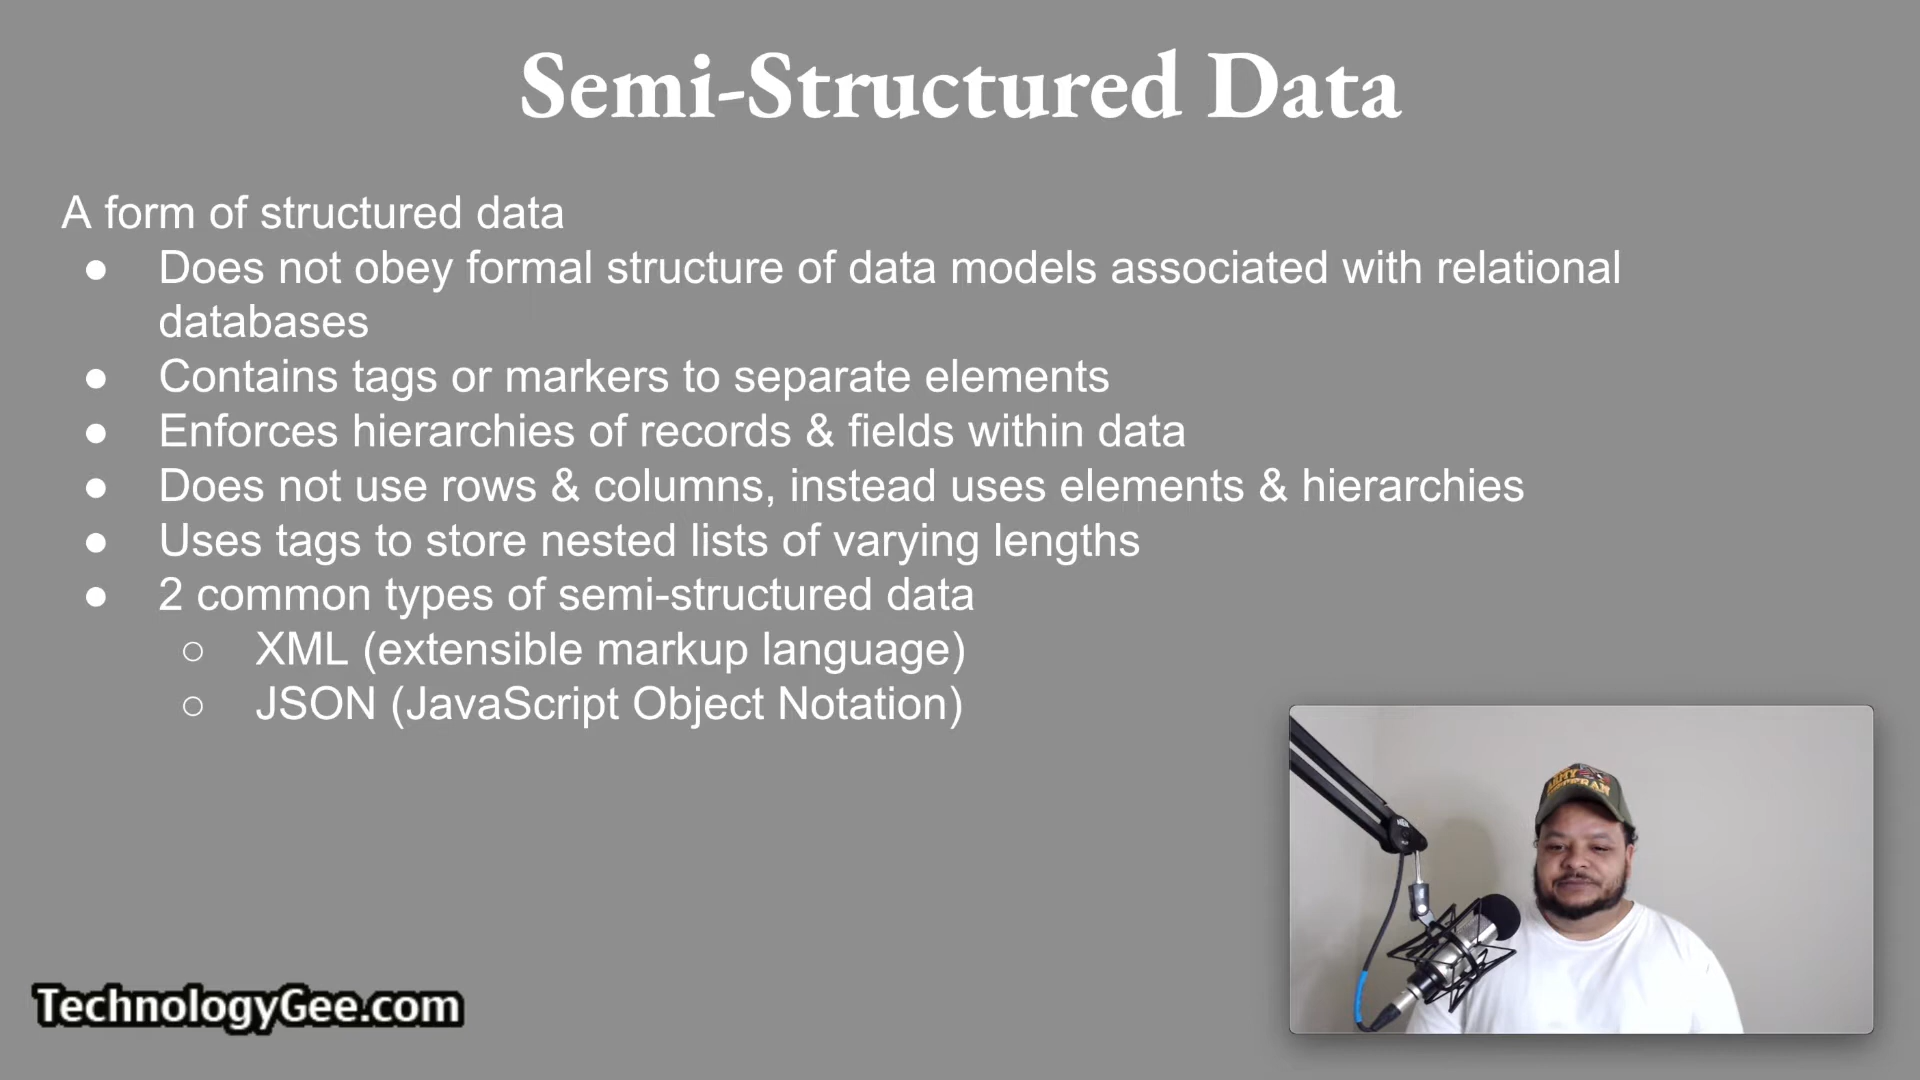 Semi-Structured Data
A form of structured data
● Does not obey formal structure of data models associated with relational
databases
● Contains tags or markers to separate elements
● Enforces hierarchies of records & fields within data
● Does not use rows & columns, instead uses elements & hierarchies
● Uses tags to store nested lists of varying lengths
● 2 common types of semi-structured data
○ XML (extensible markup language)
○ JSON (JavaScript Object Notation)
ARMY
VETERAN
TechnologyGee.com